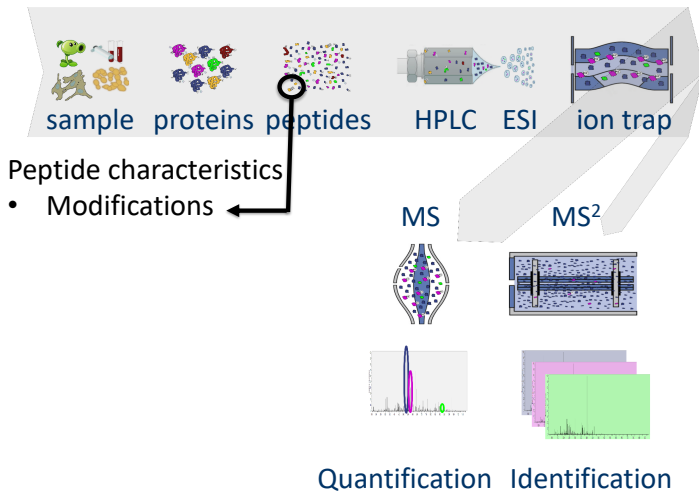 sample proteins peptides HPLC ESI ion trap
Peptide characteristics
• Modifications
MS MS²
Quantification Identification